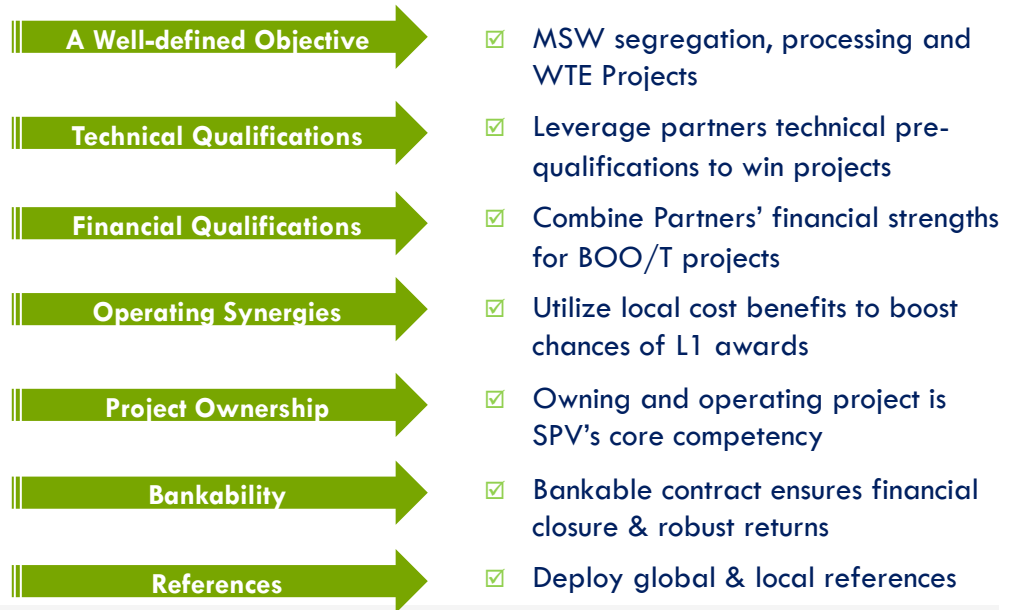 A Well-defined Objective
MSW segregation, processing and
WTE Projects
Technical Qualifications
Leverage partners technical pre-
qualifications to win projects
Financial Qualifications
Combine Partners’ financial strengths
for BOO/T projects
Operating Synergies
Utilize local cost benefits to boost
chances of L1 awards
Project Ownership
Owning and operating project is
SPV’s core competency
Bankability
Bankable contract ensures financial
closure & robust returns
References
Deploy global & local references